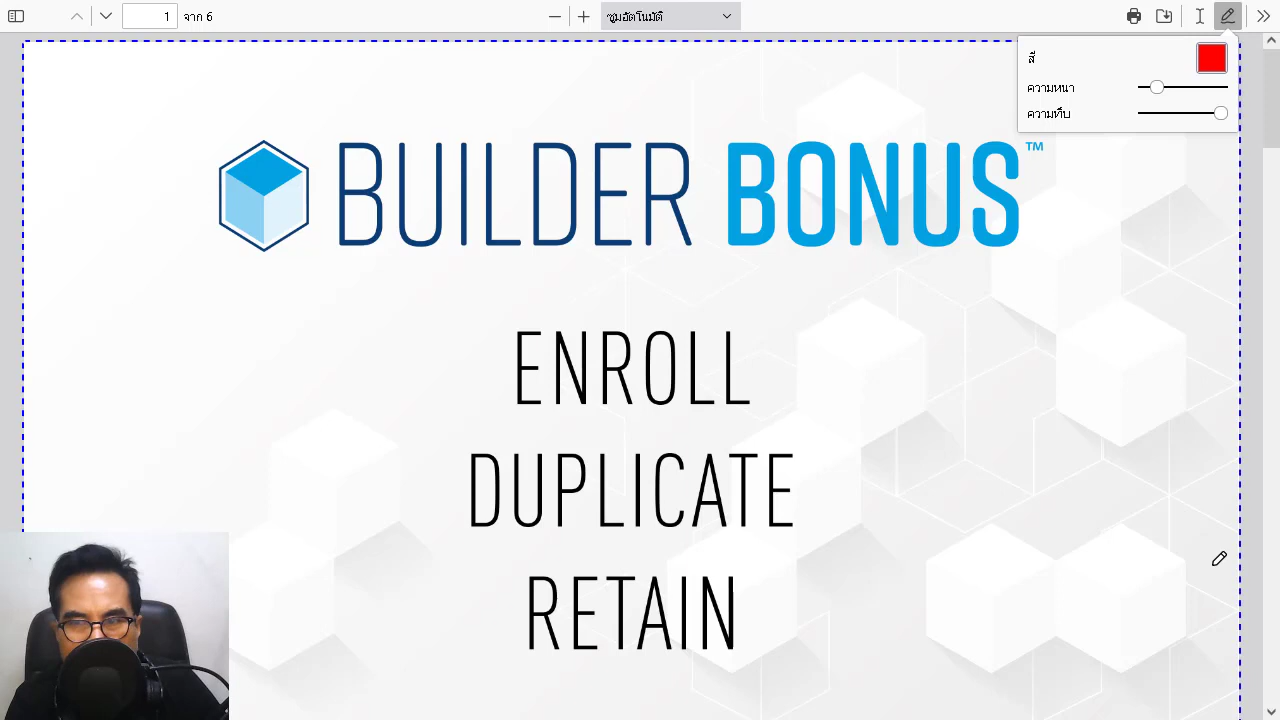 1 จาก 6 ซูมอัตโนมัติ
สี
ความหนา
ความทึบ
BUILDER BONUS™
ENROLL
DUPLICATE
RETAIN